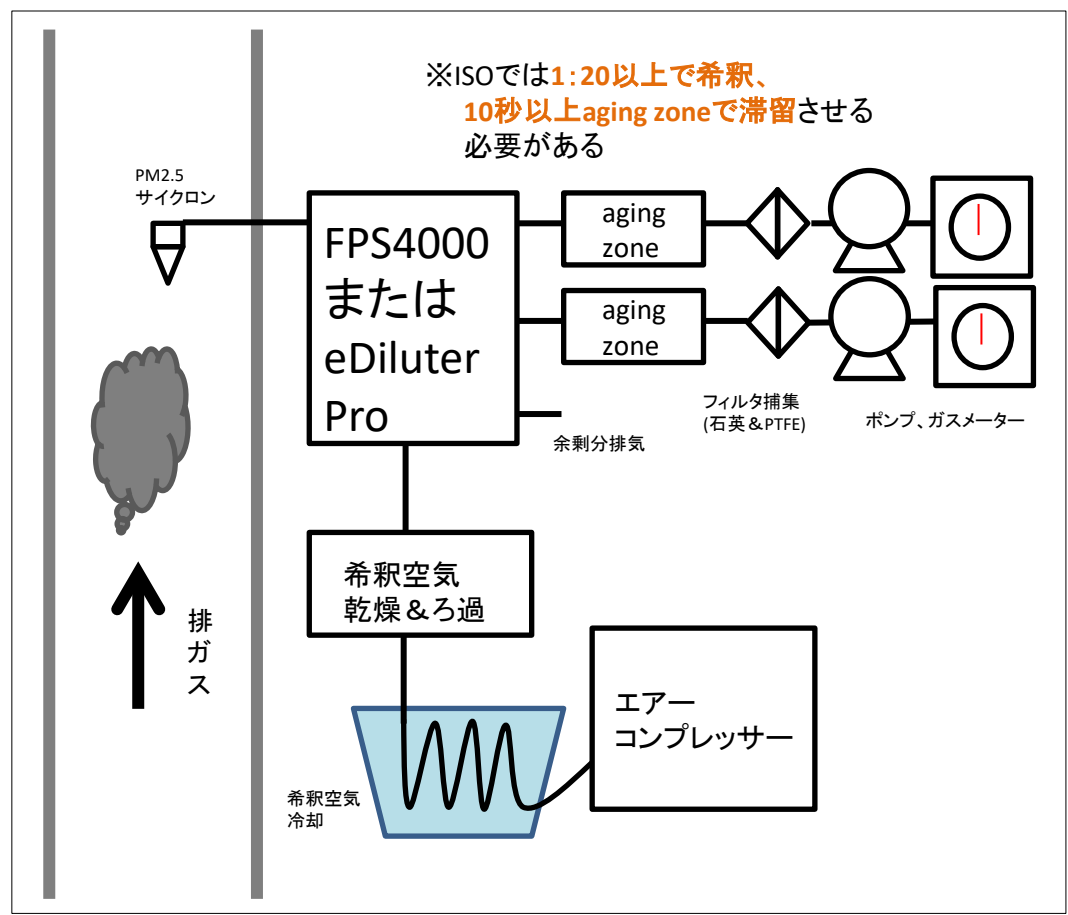 ※ISOでは1:20以上で希釈、
10秒以上aging zoneで滞留させる
必要がある
PM2.5
サイクロン
FPS4000
または
eDiluter
Pro
aging
zone
aging
zone
フィルタ捕集
(石英&PTFE)
ポンプ、ガスメーター
余剰分排気
希釈空気
乾燥&ろ過
排
ガ
ス
エアー
コンプレッサー
希釈空気
冷却